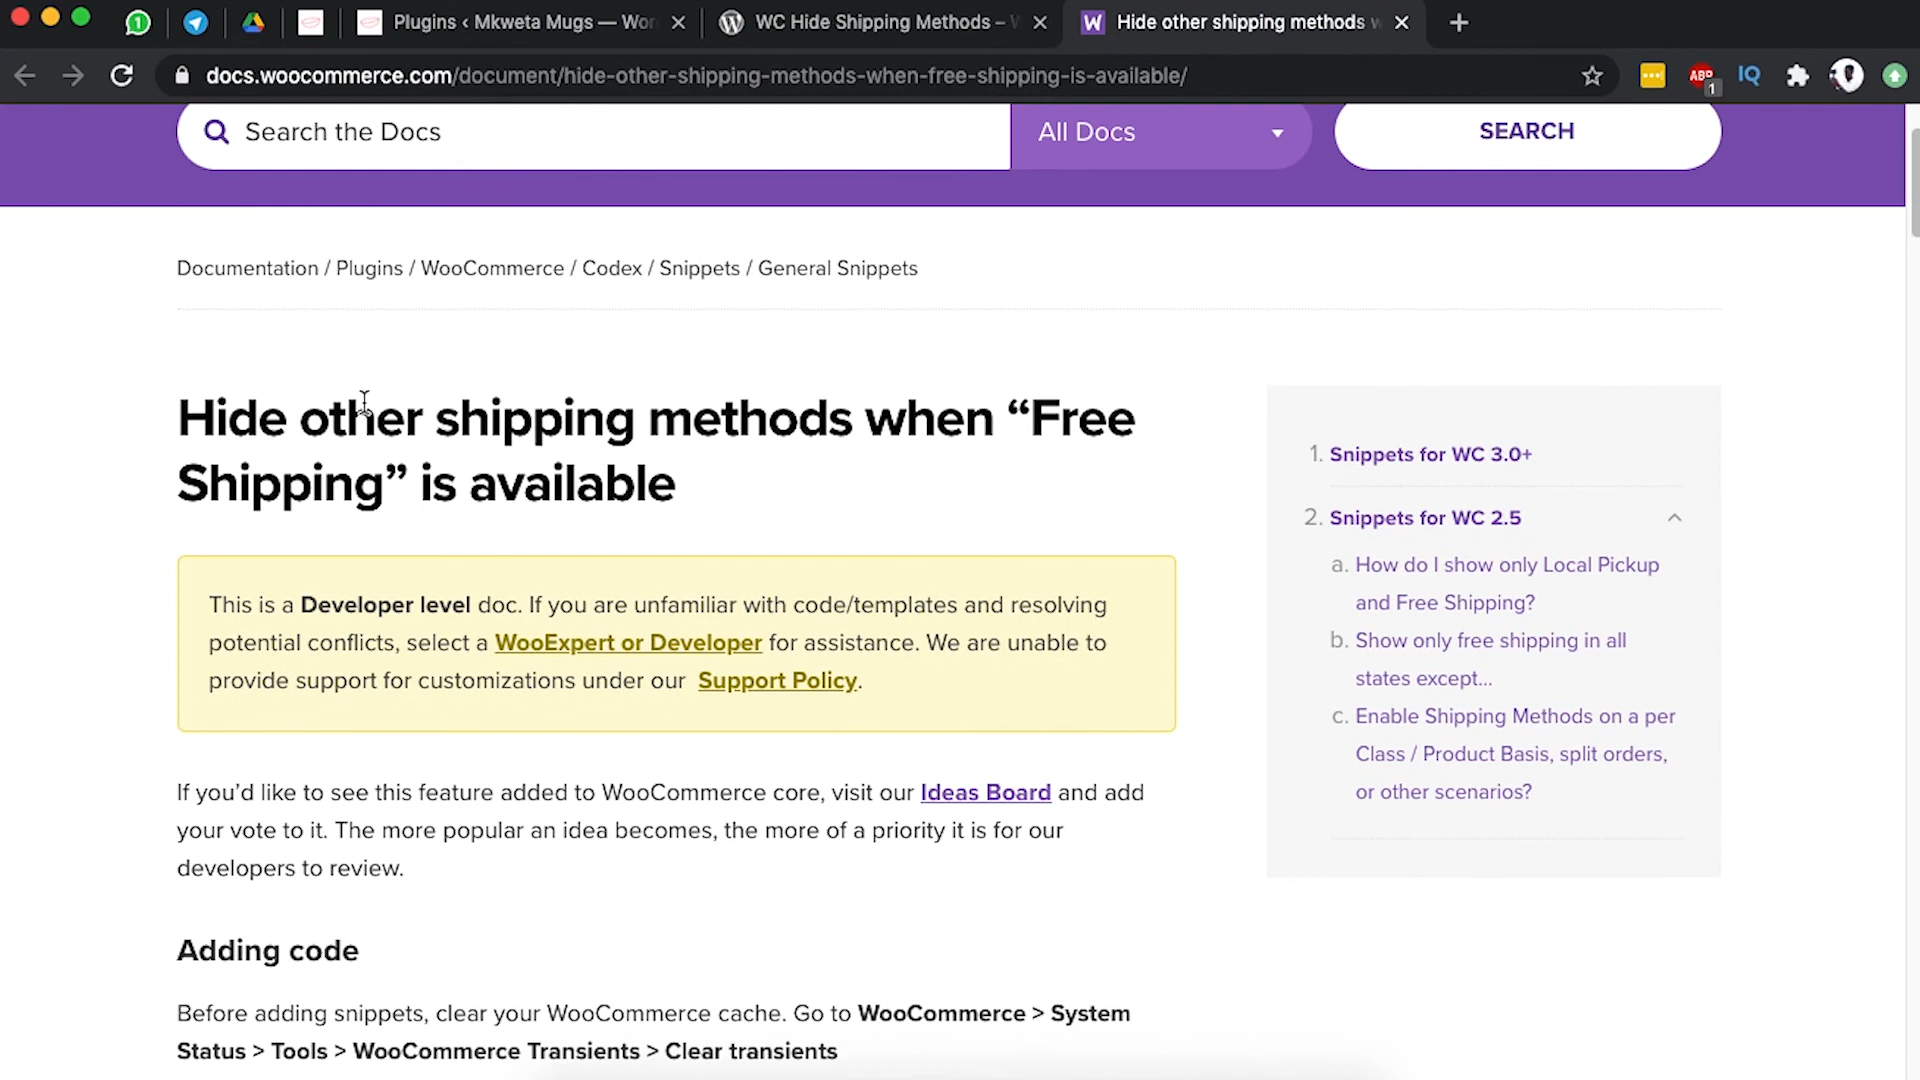 Plugins ‹ Mkweta Mugs — Wor
WC Hide Shipping Methods –
Hide other shipping methods w
docs.woocommerce.com/document/hide-other-shipping-methods-when-free-shipping-is-available/
ABP
1
IQ
Search the Docs
All Docs
SEARCH
Documentation / Plugins / WooCommerce / Codex / Snippets / General Snippets
Hide other shipping methods when “Free
Shipping” is available
This is a Developer level doc. If you are unfamiliar with code/templates and resolving
potential conflicts, select a WooExpert or Developer for assistance. We are unable to
provide support for customizations under our Support Policy.
If you’d like to see this feature added to WooCommerce core, visit our Ideas Board and add
your vote to it. The more popular an idea becomes, the more of a priority it is for our
developers to review.
Adding code
Before adding snippets, clear your WooCommerce cache. Go to WooCommerce > System
Status > Tools > WooCommerce Transients > Clear transients
1. Snippets for WC 3.0+
2. Snippets for WC 2.5
a. How do I show only Local Pickup
and Free Shipping?
b. Show only free shipping in all
states except...
c. Enable Shipping Methods on a per
Class / Product Basis, split orders,
or other scenarios?